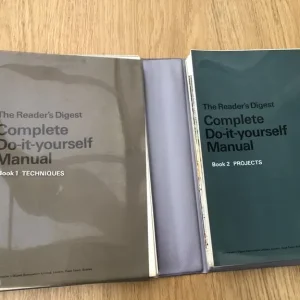 The Reader's Digest
Complete
Do-it-yourself
Manual
Book 1 TECHNIQUES
The Reader's Digest
Complete
Do-it-yourself
Manual
Book 2 PROJECTS